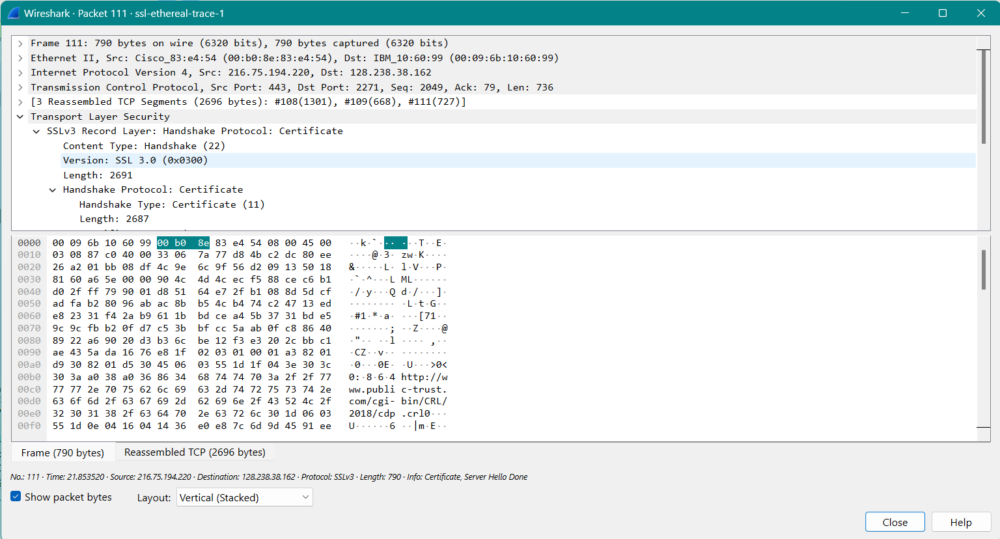 Wireshark · Packet 111 · ssl-ethereal-trace-1
Frame 111: 790 bytes on wire (6320 bits), 790 bytes captured (6320 bits)
Ethernet II, Src: Cisco_83:e4:54 (00:b0:8e:83:e4:54), Dst: IBM_10:60:99 (00:09:6b:10:60:99)
Internet Protocol Version 4, Src: 216.75.194.220, Dst: 128.238.38.162
Transmission Control Protocol, Src Port: 443, Dst Port: 2271, Seq: 2049, Ack: 79, Len: 736
[3 Reassembled TCP Segments (2696 bytes): #108(1301), #109(668), #111(727)]
Transport Layer Security
SSLv3 Record Layer: Handshake Protocol: Certificate
Content Type: Handshake (22)
Version: SSL 3.0 (0x0300)
Length: 2691
Handshake Protocol: Certificate
Handshake Type: Certificate (11)
Length: 2687
0000 00 09 6b 10 60 99 00 b0 8e 83 e4 54 08 00 45 00 ··k·`··· ···T··E·
0010 03 08 87 c0 40 00 33 06 7a 77 d8 4b c2 dc 80 ee ····@·3· zw·K····
0020 26 a2 01 bb 08 df 4c 9e 6c 9f 56 d2 09 13 50 18 &·····L· l·V···P·
0030 81 60 a6 5e 00 00 90 4c 4d 4c ec f5 88 ce c6 b1 ·`·^···L ML······
0040 d0 2f ff 79 90 01 d8 51 64 e7 2f b1 08 8d 5d cf ·/·y···Q d·/···]·
0050 ad fa b2 80 96 ab ac 8b b5 4c b4 74 c2 47 13 ed ········ ·L·t·G··
0060 e8 23 31 f4 2a b9 61 1b bd ce a4 5b 37 31 bd e5 ·#1·*·a· ···[71··
0070 9c 9c fb b2 0f d7 c5 3b bf cc 5a ab 0f c8 86 40 ·······; ··Z····@
0080 89 22 a6 90 20 d3 b3 6c be 12 f3 e3 20 2c bb c1 ·"·· ··l ···· ,··
0090 ae 43 5a da 16 76 e8 1f 02 03 01 00 01 a3 82 01 ·CZ··v·· ········
00a0 d9 30 82 01 d5 30 45 06 03 55 1d 1f 04 3e 30 3c ·0···0E· ·U···>0<
00b0 30 3a a0 38 a0 36 86 34 68 74 74 70 3a 2f 2f 77 0:·8·6·4 http://w
00c0 77 77 2e 70 75 62 6c 69 63 2d 74 72 75 73 74 2e ww.publi c-trust.
00d0 63 6f 6d 2f 63 67 69 2d 62 69 6e 2f 43 52 4c 2f com/cgi- bin/CRL/
00e0 32 30 31 38 2f 63 64 70 2e 63 72 6c 30 1d 06 03 2018/cdp .crl0···
00f0 55 1d 0e 04 16 04 14 36 e0 e8 7c 6d 9d 45 91 ee U······6 ··|m·E··
Frame (790 bytes) Reassembled TCP (2696 bytes)
No.: 111 · Time: 21.853520 · Source: 216.75.194.220 · Destination: 128.238.38.162 · Protocol: SSLv3 · Length: 790 · Info: Certificate, Server Hello Done
Show packet bytes Layout: Vertical (Stacked)
Close Help